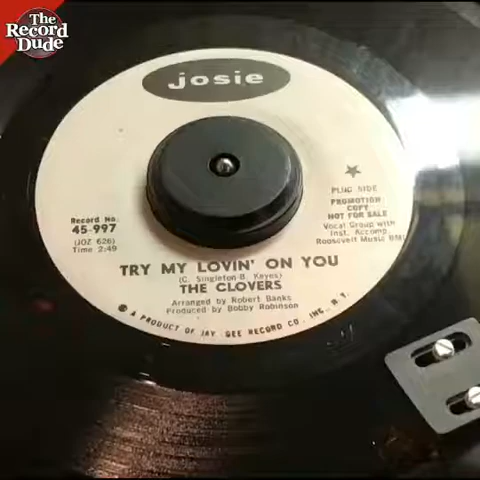 The
Record
Dude
josie
PLUG SIDE
PROMOTION
COPY
NOT FOR SALE
Vocal Group with
Inst. Accomp.
Roosevelt Music BMI
Record No.
45-997
(JOZ 626)
Time 2:49
TRY MY LOVIN' ON YOU
(C. Singleton-B. Keyes)
THE CLOVERS
Arranged by Robert Banks
Produced by Bobby Robinson
A PRODUCT OF JAY-GEE RECORD CO., INC., N. Y.